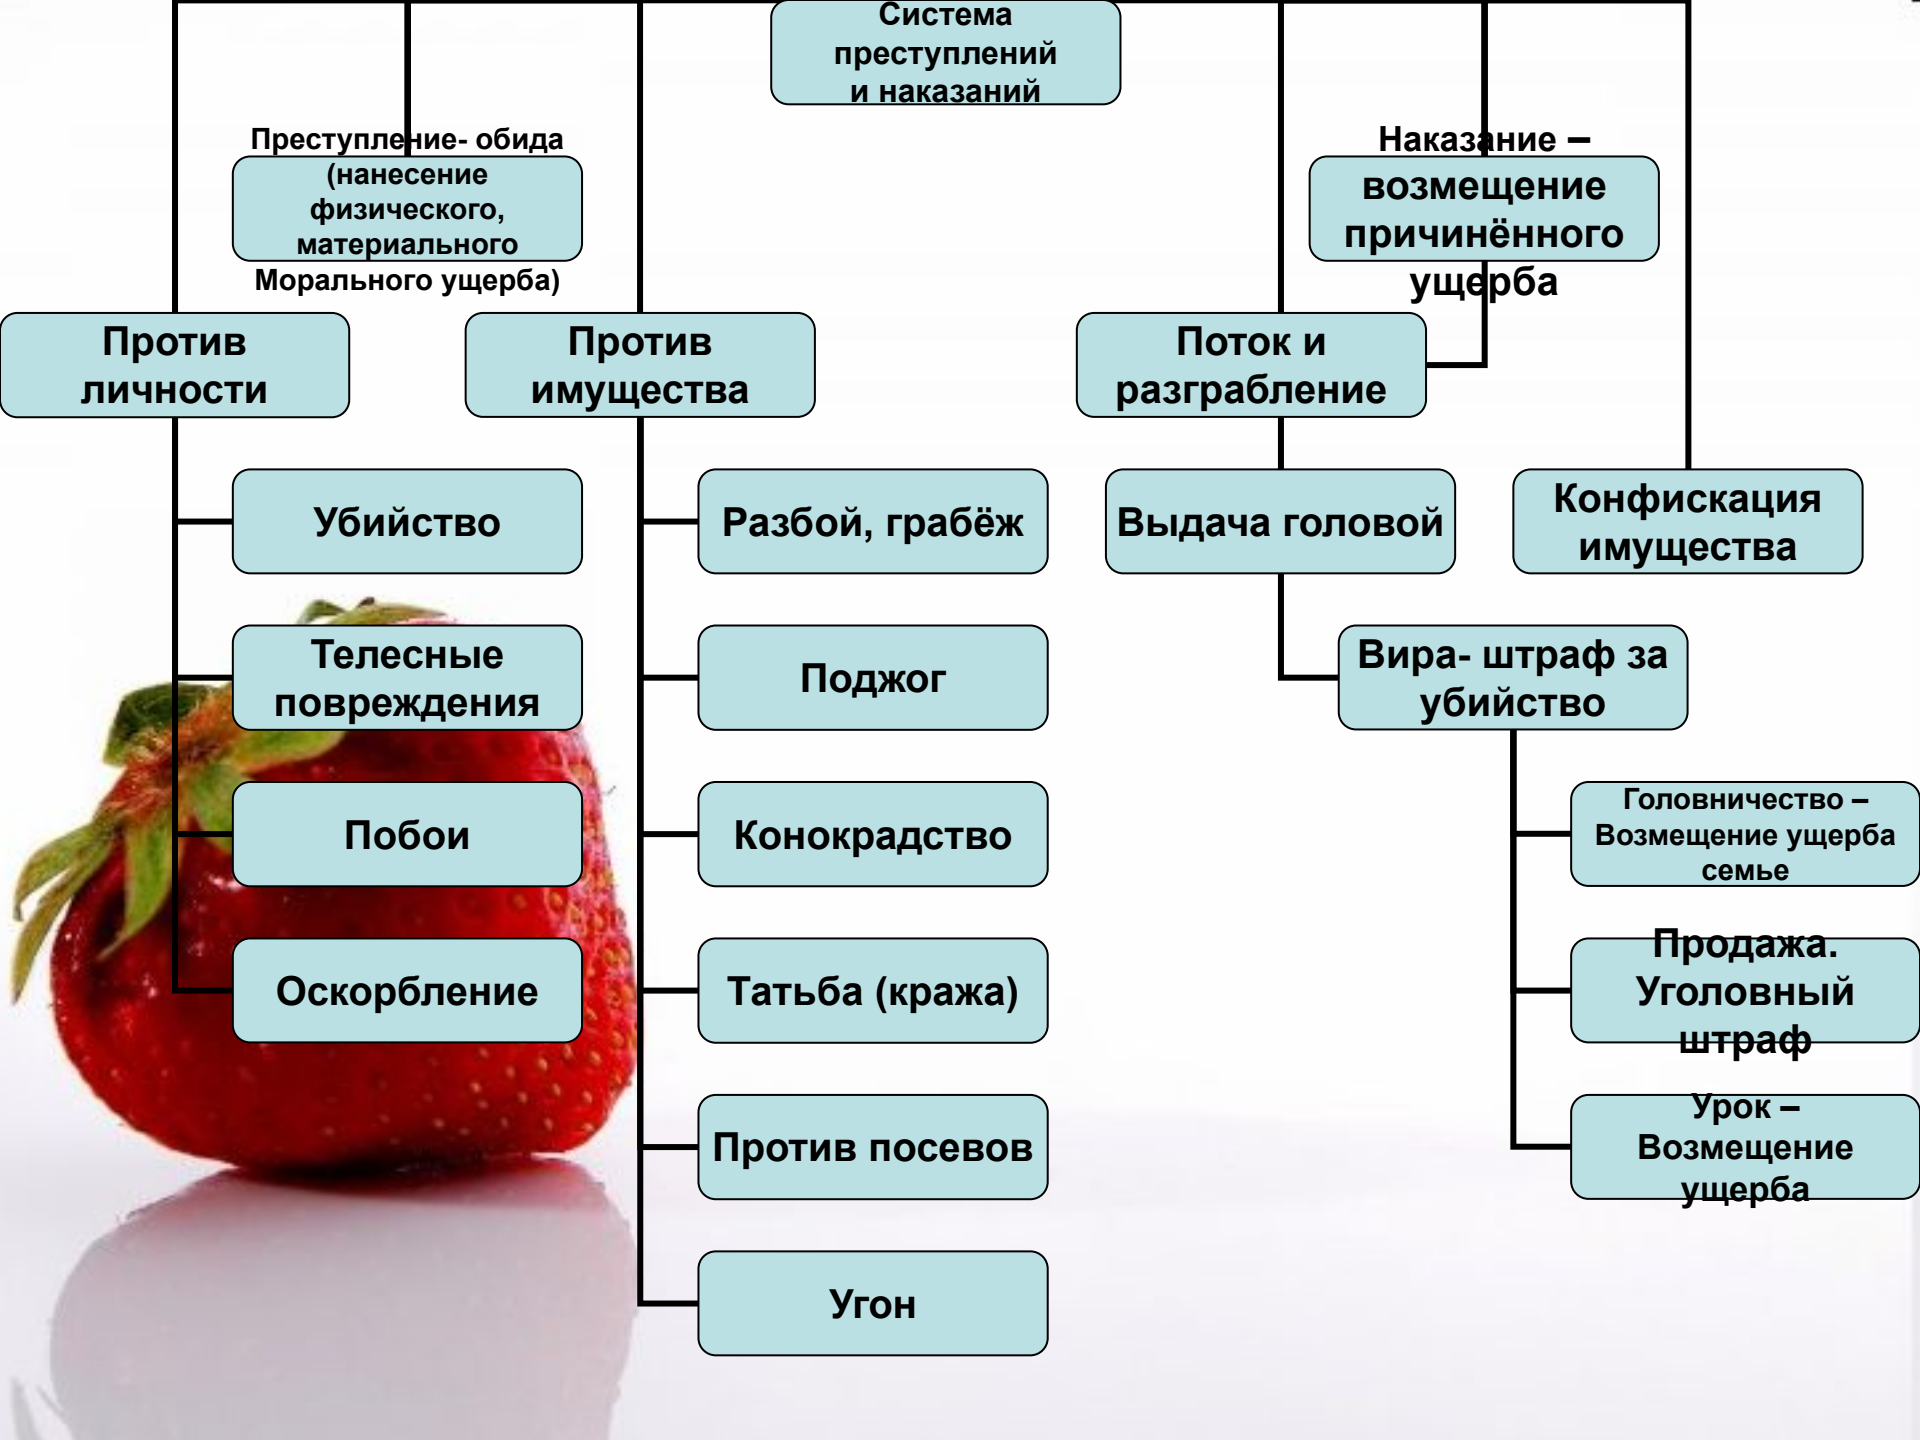 Система
преступлений
и наказаний
Преступление- обида
(нанесение
физического,
материального
Морального ущерба)
Наказание –
возмещение
причинённого
ущерба
Против
личности
Против
имущества
Поток и
разграбление
Убийство
Разбой, грабёж
Выдача головой
Конфискация
имущества
Телесные
повреждения
Поджог
Вира- штраф за
убийство
Побои
Конокрадство
Головничество –
Возмещение ущерба
семье
Оскорбление
Татьба (кража)
Продажа.
Уголовный
штраф
Против посевов
Урок –
Возмещение
ущерба
Угон